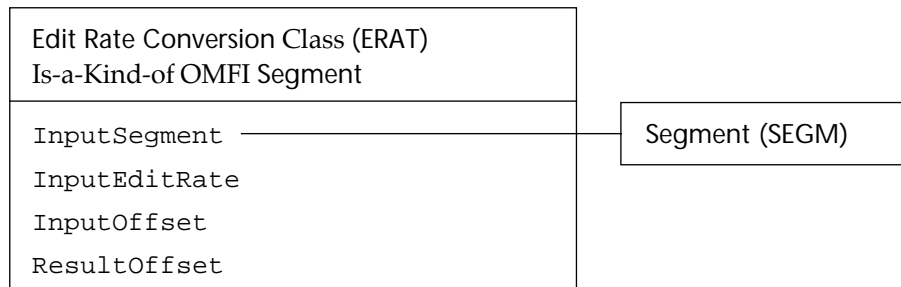 Edit Rate Conversion Class (ERAT)
Is-a-Kind-of OMFI Segment
InputSegment
Segment (SEGM)
InputEditRate
InputOffset
ResultOffset